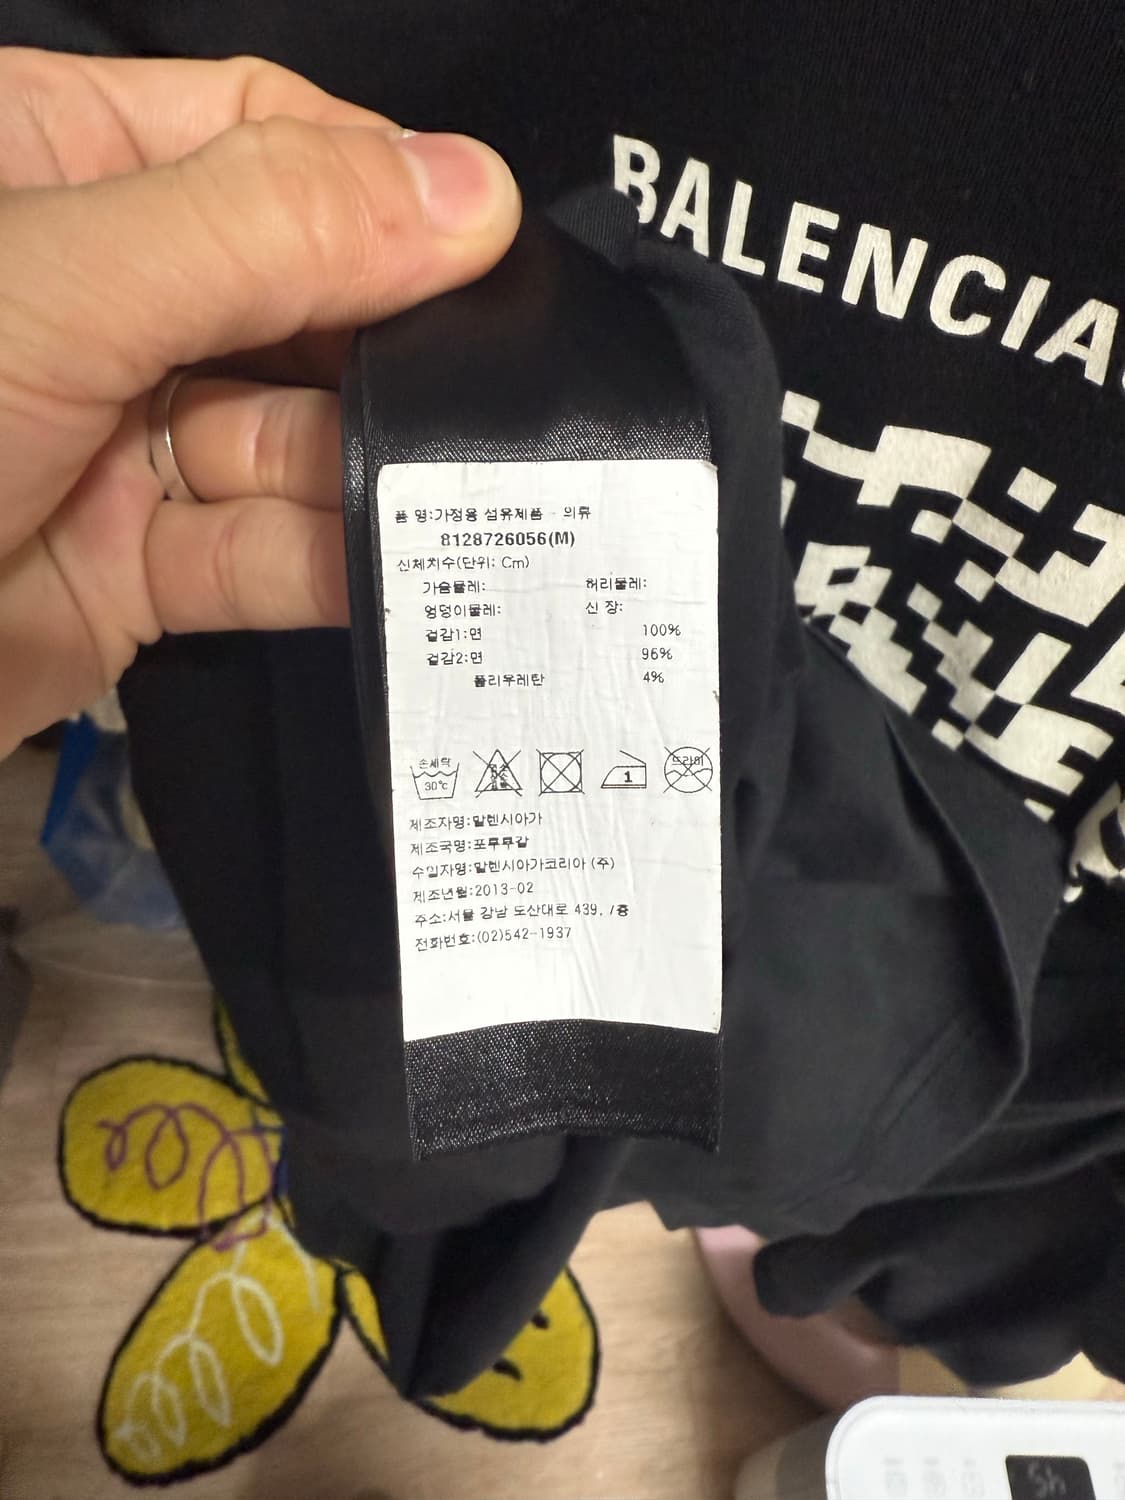 BALENCIA
품 명:가정용 섬유제품 - 의류
8128726056(M)
신체치수(단위: Cm)
가슴둘레: 허리둘레:
엉덩이둘레: 신 장:
겉감1:면 100%
겉감2:면 96%
폴리우레탄 4%
손세탁
30℃
1
드라이
제조자명:발렌시아가
제조국명:포루투갈
수입자명:발렌시아가코리아 (주)
제조년월:2013-02
주소:서울 강남 도산대로 439, 7층
전화번호:(02)542-1937